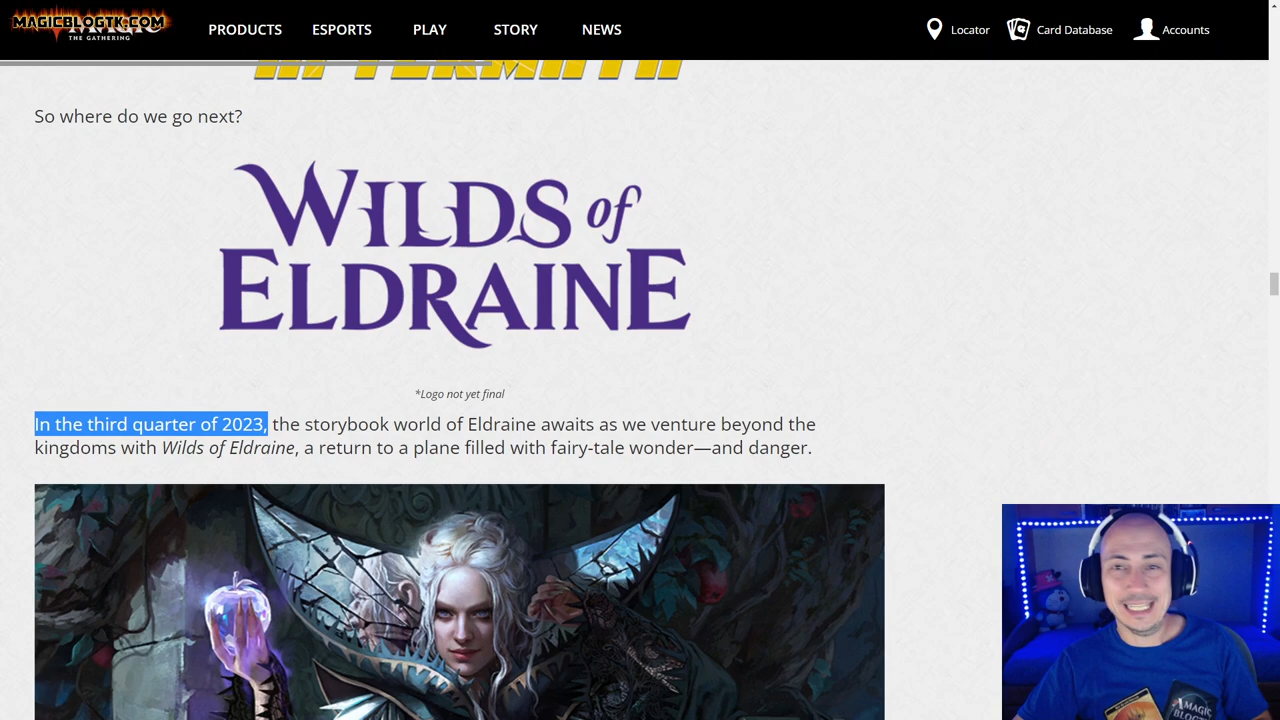 MAGICBLOGTK.COM
MAGIC
THE GATHERING
PRODUCTS ESPORTS PLAY STORY NEWS
Locator Card Database Accounts
AFTERMATH
So where do we go next?
WILDS of
ELDRAINE
*Logo not yet final
In the third quarter of 2023, the storybook world of Eldraine awaits as we venture beyond the
kingdoms with Wilds of Eldraine, a return to a plane filled with fairy-tale wonder—and danger.
MAGIC